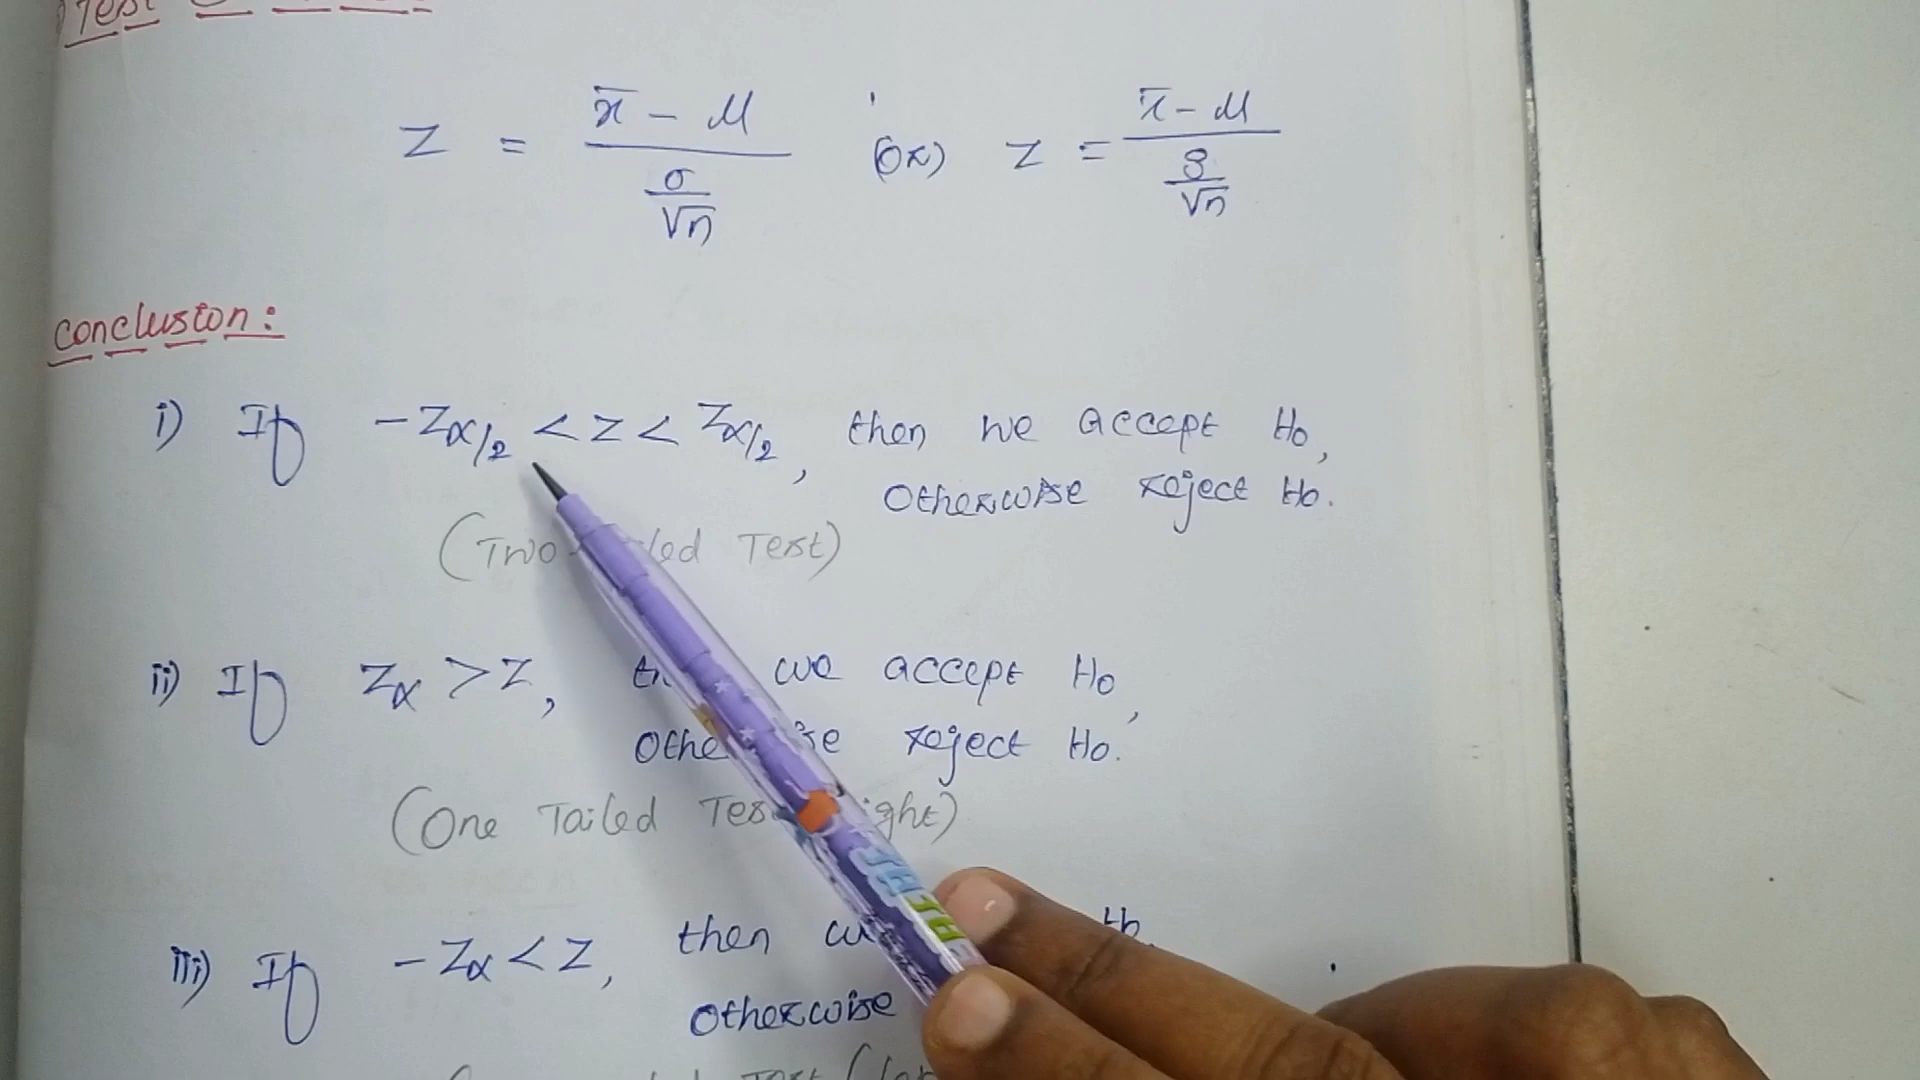 Test
Z = x̄ - μ / σ/√n (or) Z = x̄ - μ / s/√n
Conclusion:
i) If -Zα/2 < Z < Zα/2, then we accept H₀,
Otherwise reject H₀.
(Two Test)
ii) If Zα > Z, we accept H₀,
reject H₀.
(One Tailed
iii) If -Zα < Z, then
Otherwise
Test